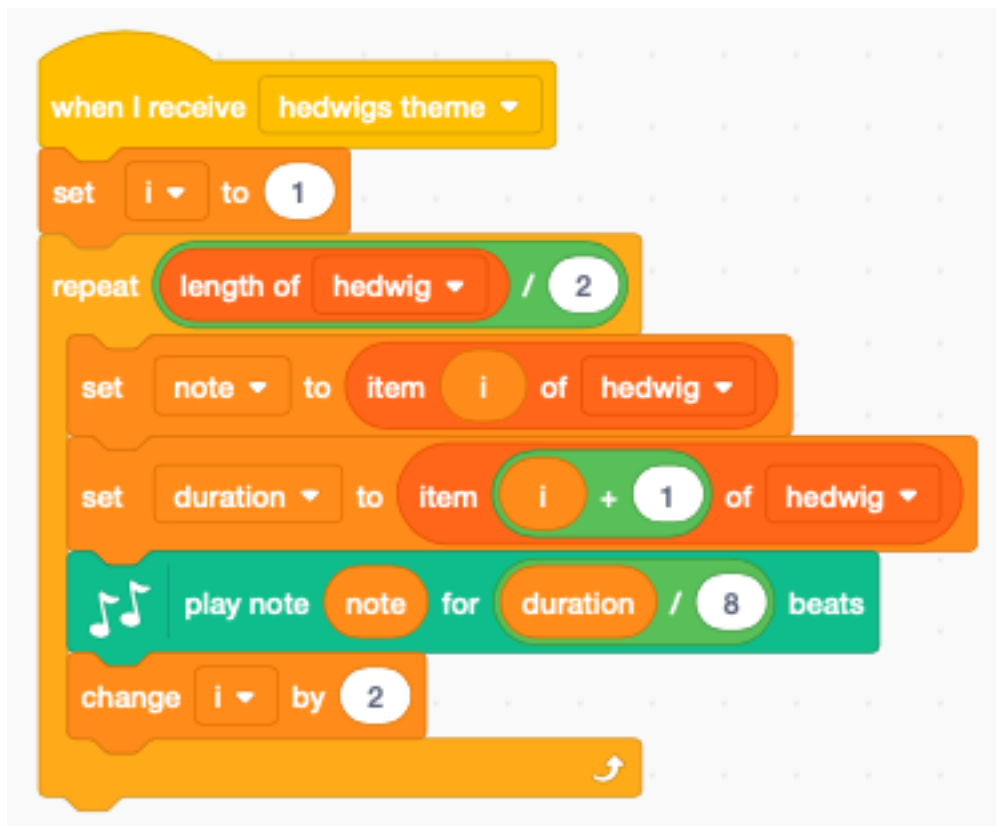 when I receive hedwigs theme
set i to 1
repeat length of hedwig / 2
set note to item i of hedwig
set duration to item i + 1 of hedwig
play note note for duration / 8 beats
change i by 2